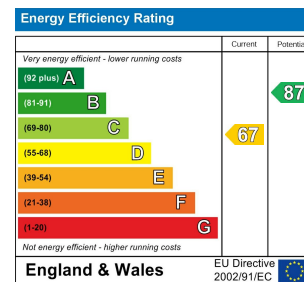 Energy Efficiency Rating
Current Potentia
Very energy efficient - lower running costs
(92 plus) A
(81-91) B
(69-80) C
(55-68) D
(39-54) E
(21-38) F
(1-20) G
87
67
Not energy efficient - higher running costs
England & Wales
EU Directive
2002/91/EC